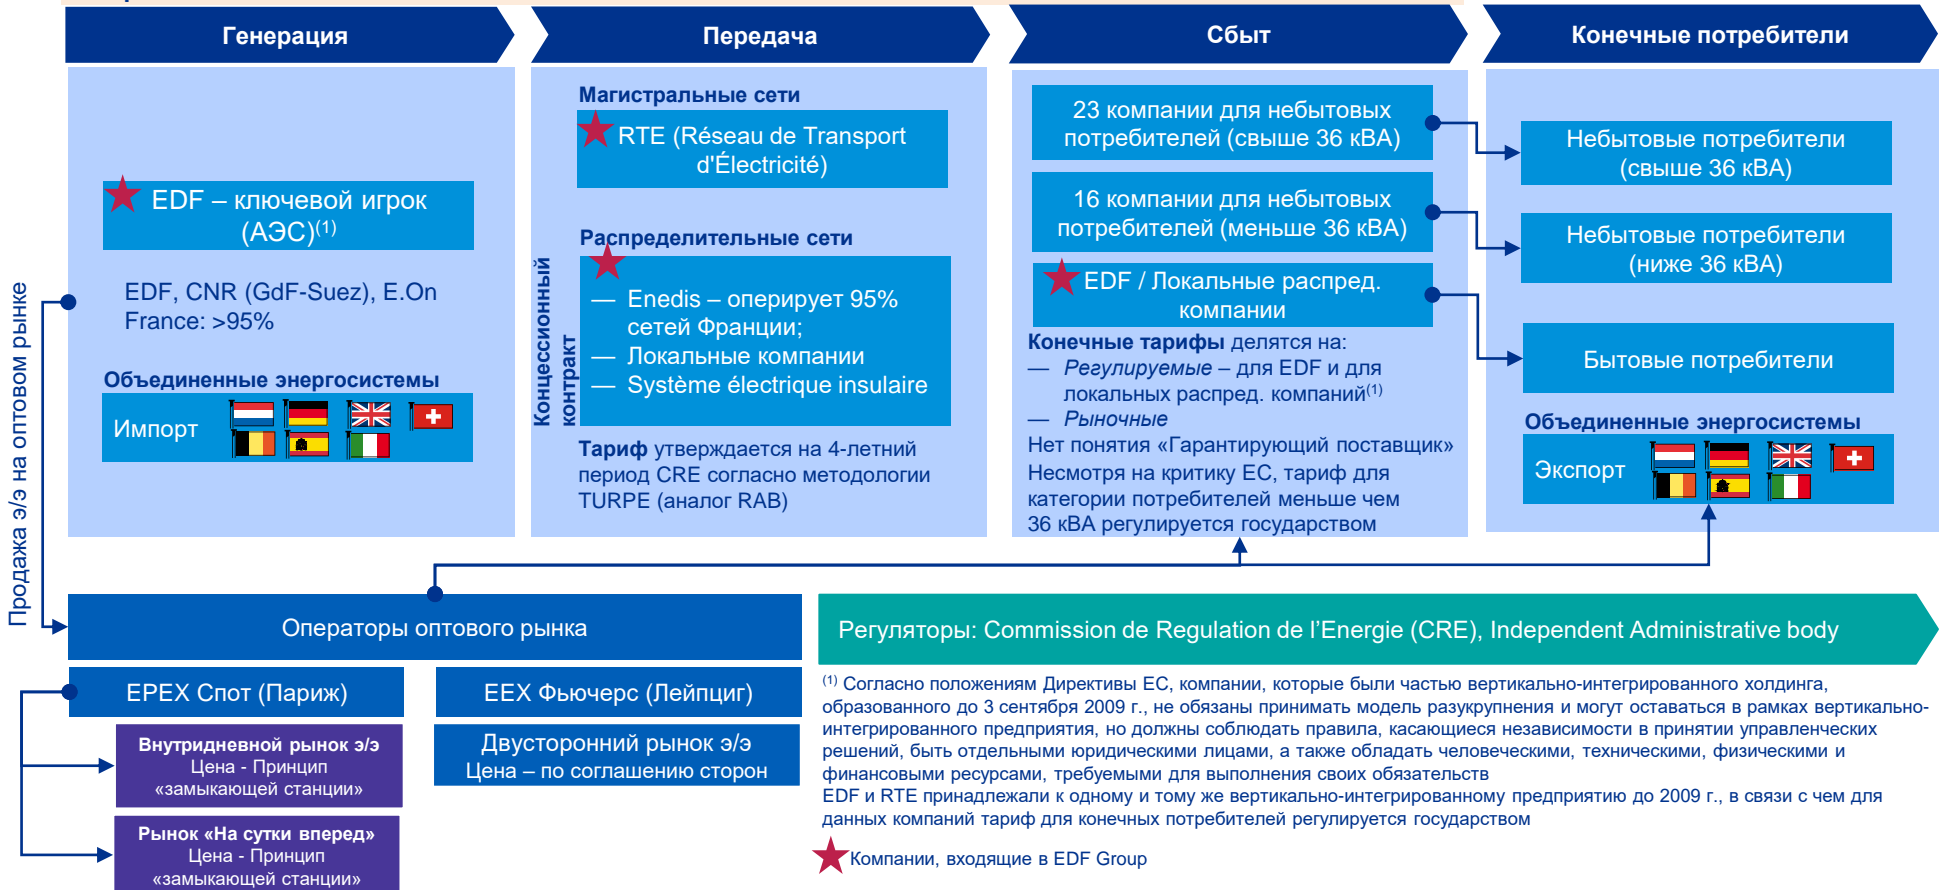 Генерация
Передача
Сбыт
Конечные потребители
Продажа э/э на оптовом рынке
EDF – ключевой игрок
(АЭС)(1)
EDF, CNR (GdF-Suez), E.On
France: >95%
Объединенные энергосистемы
Импорт
Магистральные сети
RTE (Réseau de Transport
d'Électricité)
Распределительные сети
Концессионный
контракт
— Enedis – оперирует 95%
сетей Франции;
— Локальные компании
— Système électrique insulaire
Тариф утверждается на 4-летний
период CRE согласно методологии
TURPE (аналог RAB)
23 компании для небытовых
потребителей (свыше 36 кВА)
16 компании для небытовых
потребителей (меньше 36 кВА)
EDF / Локальные распред.
компании
Конечные тарифы делятся на:
— Регулируемые – для EDF и для
локальных распред. компаний(1)
— Рыночные
Нет понятия «Гарантирующий поставщик»
Несмотря на критику ЕС, тариф для
категории потребителей меньше чем
36 кВА регулируется государством
Небытовые потребители
(свыше 36 кВА)
Небытовые потребители
(ниже 36 кВА)
Бытовые потребители
Объединенные энергосистемы
Экспорт
Операторы оптового рынка
EPEX Спот (Париж)
EEX Фьючерс (Лейпциг)
Внутридневной рынок э/э
Цена - Принцип
«замыкающей станции»
Рынок «На сутки вперед»
Цена - Принцип
«замыкающей станции»
Двусторонний рынок э/э
Цена – по соглашению сторон
Регуляторы: Commission de Regulation de l’Energie (CRE), Independent Administrative body
(1) Согласно положениям Директивы ЕС, компании, которые были частью вертикально-интегрированного холдинга,
образованного до 3 сентября 2009 г., не обязаны принимать модель разукрупнения и могут оставаться в рамках вертикально-
интегрированного предприятия, но должны соблюдать правила, касающиеся независимости в принятии управленческих
решений, быть отдельными юридическими лицами, а также обладать человеческими, техническими, физическими и
финансовыми ресурсами, требуемыми для выполнения своих обязательств
EDF и RTE принадлежали к одному и тому же вертикально-интегрированному предприятию до 2009 г., в связи с чем для
данных компаний тариф для конечных потребителей регулируется государством
Компании, входящие в EDF Group